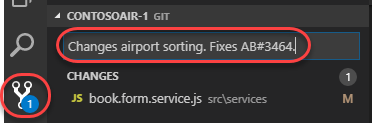 CONTOSOAIR-1 GIT
Changes airport sorting. Fixes AB#3464.
CHANGES 1
JS book.form.service.js src\services M
1